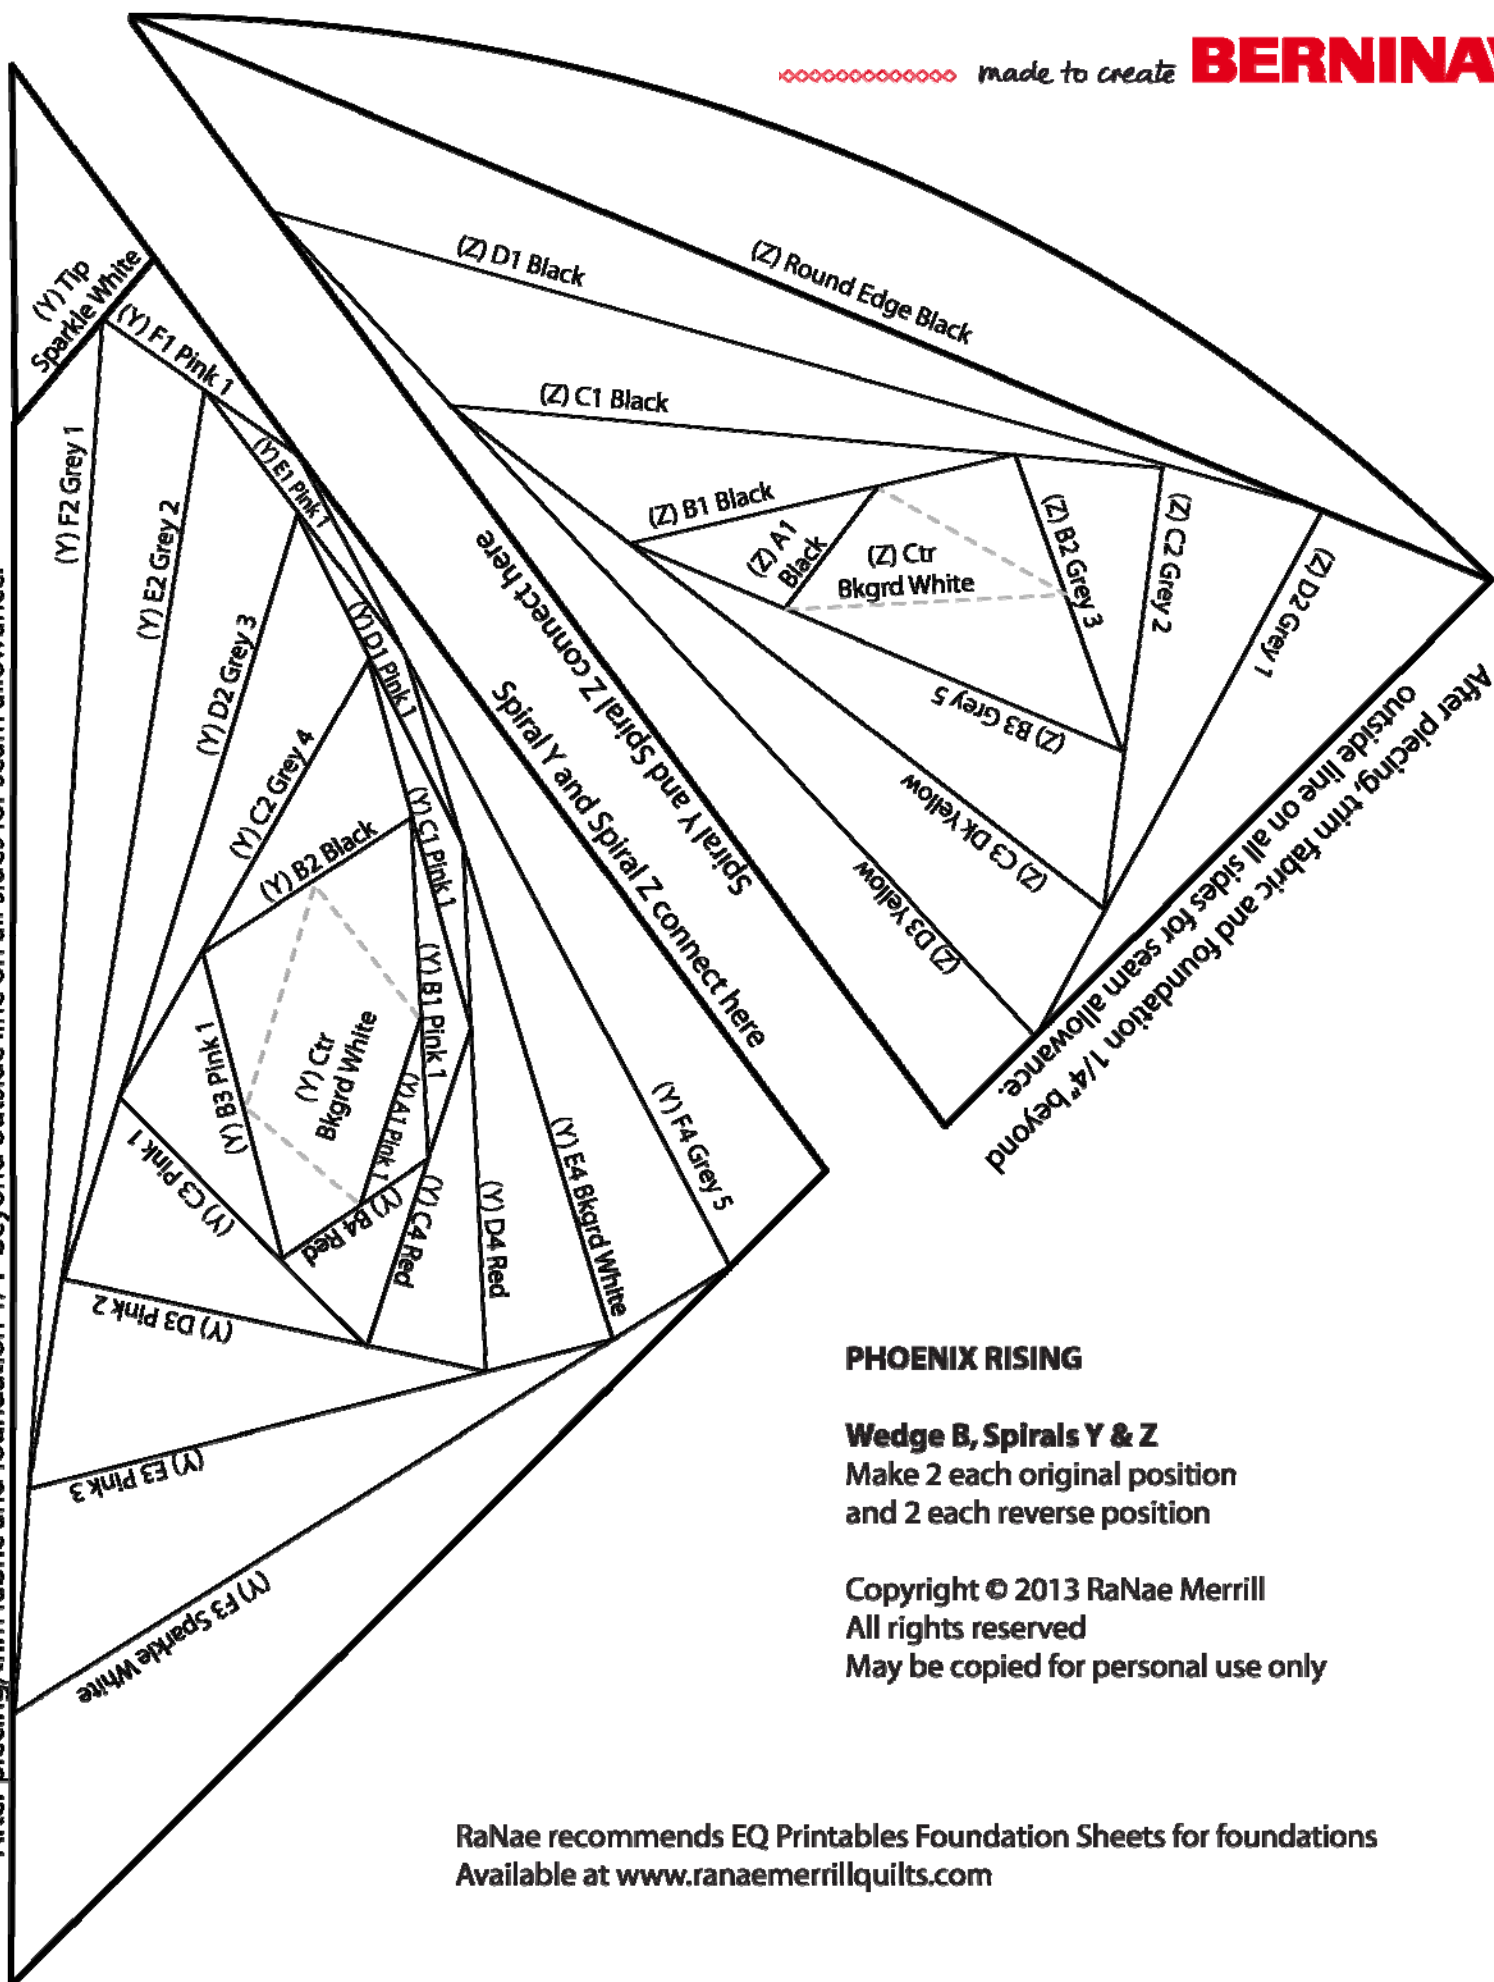 made to create BERNINA
(Y) Tip
Sparkle White
(Y) F1 Pink 1
(Y) F2 Grey 1
(Y) E1 Pink 1
(Y) E2 Grey 2
(Y) D1 Pink 1
(Y) D2 Grey 3
(Y) C2 Grey 4
(Y) C1 Pink 1
(Y) B2 Black
(Y) B1 Pink 1
(Y) B3 Pink 1
(Y) Ctr
Bkgrd White
(Y) A1 Pink 1
(Y) B4 Red
(Y) C3 Pink 1
(Y) C4 Red
(Y) D4 Red
(Y) E4 Bkgrd White
(Y) F4 Grey 5
(Y) D3 Pink 2
(Y) E3 Pink 3
(Y) F3 Sparkle White
Spiral Y and Spiral Z connect here
Spiral Y and Spiral Z connect here
(Z) D1 Black
(Z) Round Edge Black
(Z) C1 Black
(Z) B1 Black
(Z) A1
Black
(Z) Ctr
Bkgrd White
(Z) B2 Grey 3
(Z) C2 Grey 2
(Z) D2 Grey 1
(Z) B3 Grey 5
(Z) C3 Dk Yellow
(Z) D3 Yellow
After piecing, trim fabric and foundation 1/4" beyond
outside line on all sides for seam allowance.
PHOENIX RISING
Wedge B, Spirals Y & Z
Make 2 each original position
and 2 each reverse position
Copyright © 2013 RaNae Merrill
All rights reserved
May be copied for personal use only
RaNae recommends EQ Printables Foundation Sheets for foundations
Available at www.ranaemerrillquilts.com